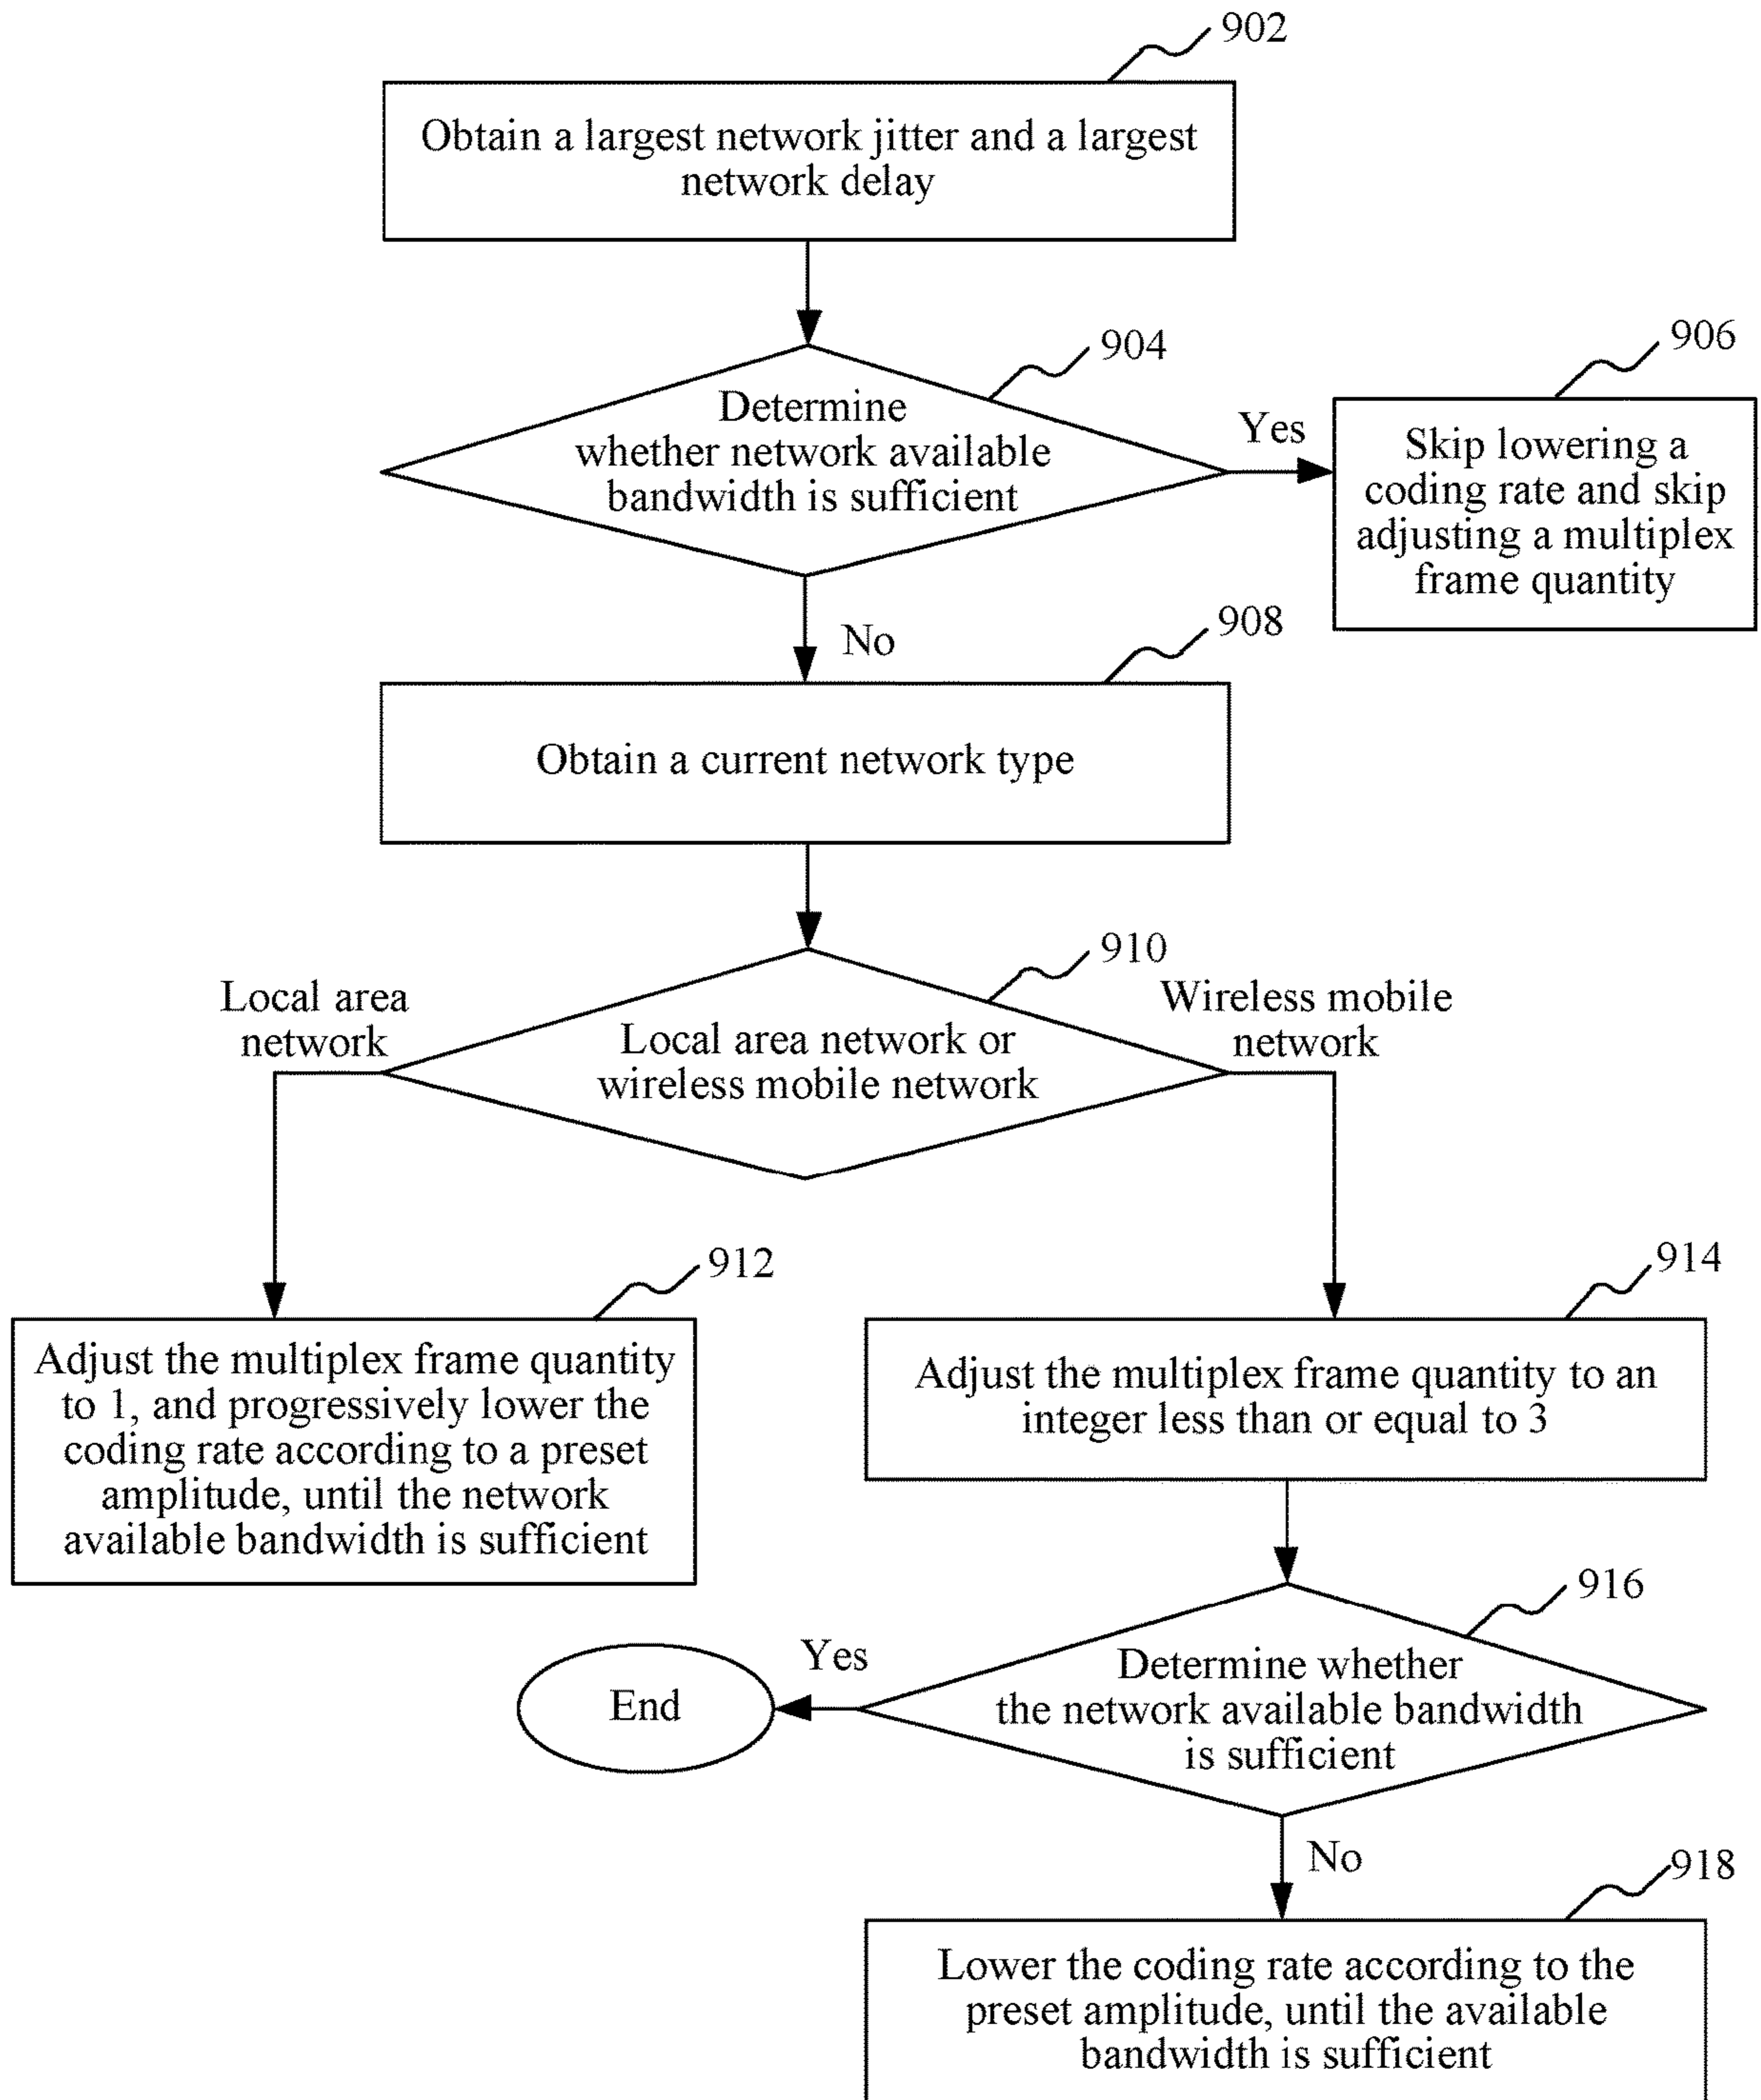 902
Obtain a largest network jitter and a largest
network delay
904
Determine
whether network available
bandwidth is sufficient
Yes
906
Skip lowering a
coding rate and skip
adjusting a multiplex
frame quantity
No
908
Obtain a current network type
910
Local area
network
Local area network or
wireless mobile network
Wireless mobile
network
912
Adjust the multiplex frame quantity
to 1, and progressively lower the
coding rate according to a preset
amplitude, until the network
available bandwidth is sufficient
914
Adjust the multiplex frame quantity to an
integer less than or equal to 3
916
Determine whether
the network available bandwidth
is sufficient
Yes
End
No
918
Lower the coding rate according to the
preset amplitude, until the available
bandwidth is sufficient